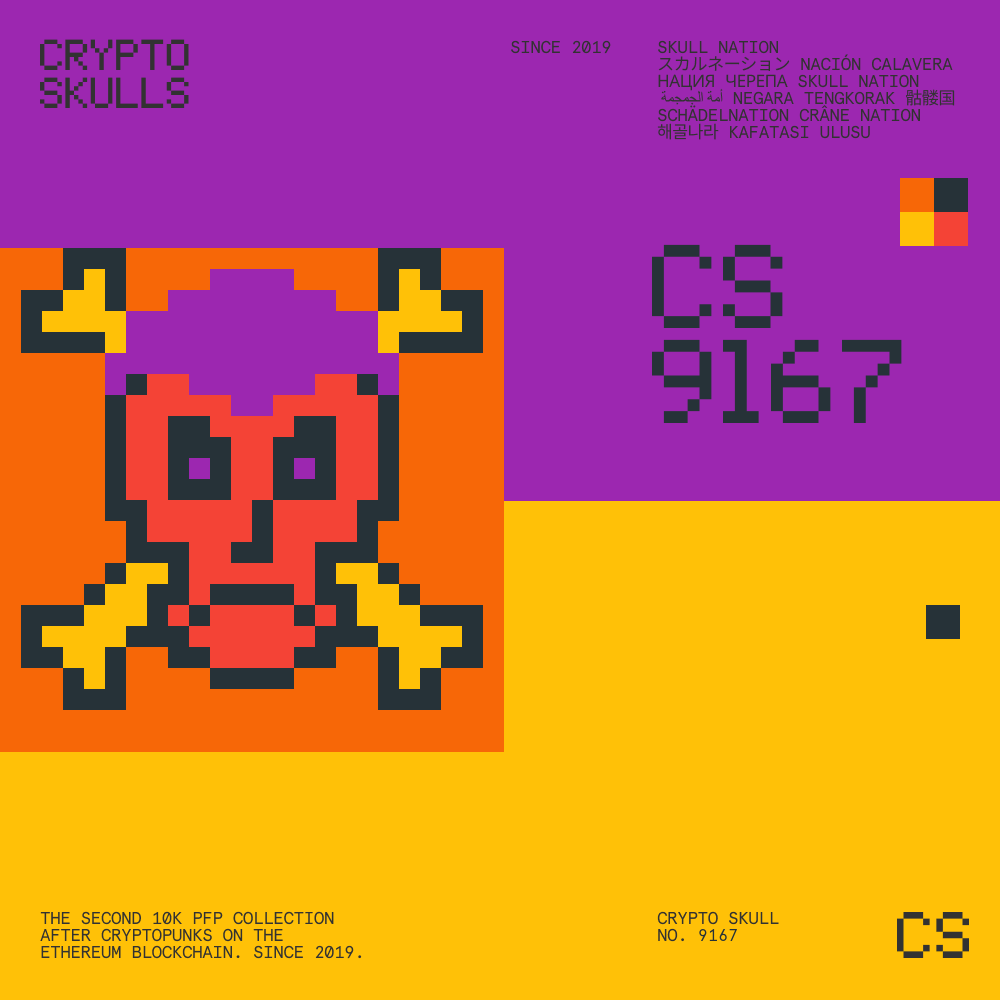 CRYPTO
SKULLS
SINCE 2019
SKULL NATION
スカルネーション NACIÓN CALAVERA
НАЦИЯ ЧЕРЕПА SKULL NATION
أمة الجمجمة NEGARA TENGKORAK 骷髅国
SCHÄDELNATION CRÂNE NATION
해골나라 KAFATASI ULUSU
CS
9167
THE SECOND 10K PFP COLLECTION
AFTER CRYPTOPUNKS ON THE
ETHEREUM BLOCKCHAIN. SINCE 2019.
CRYPTO SKULL
NO. 9167
CS